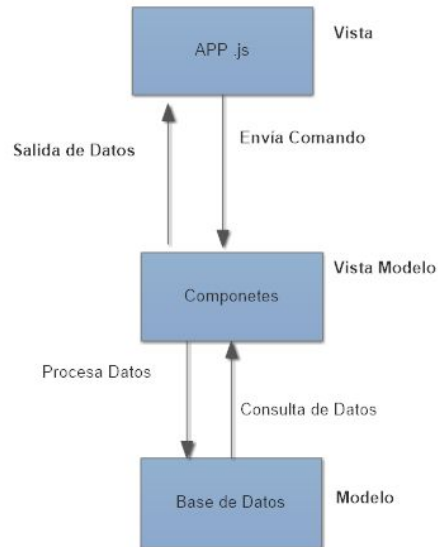 Vista
APP .js
Envía Comando
Salida de Datos
Vista Modelo
Componetes
Procesa Datos
Consulta de Datos
Base de Datos
Modelo